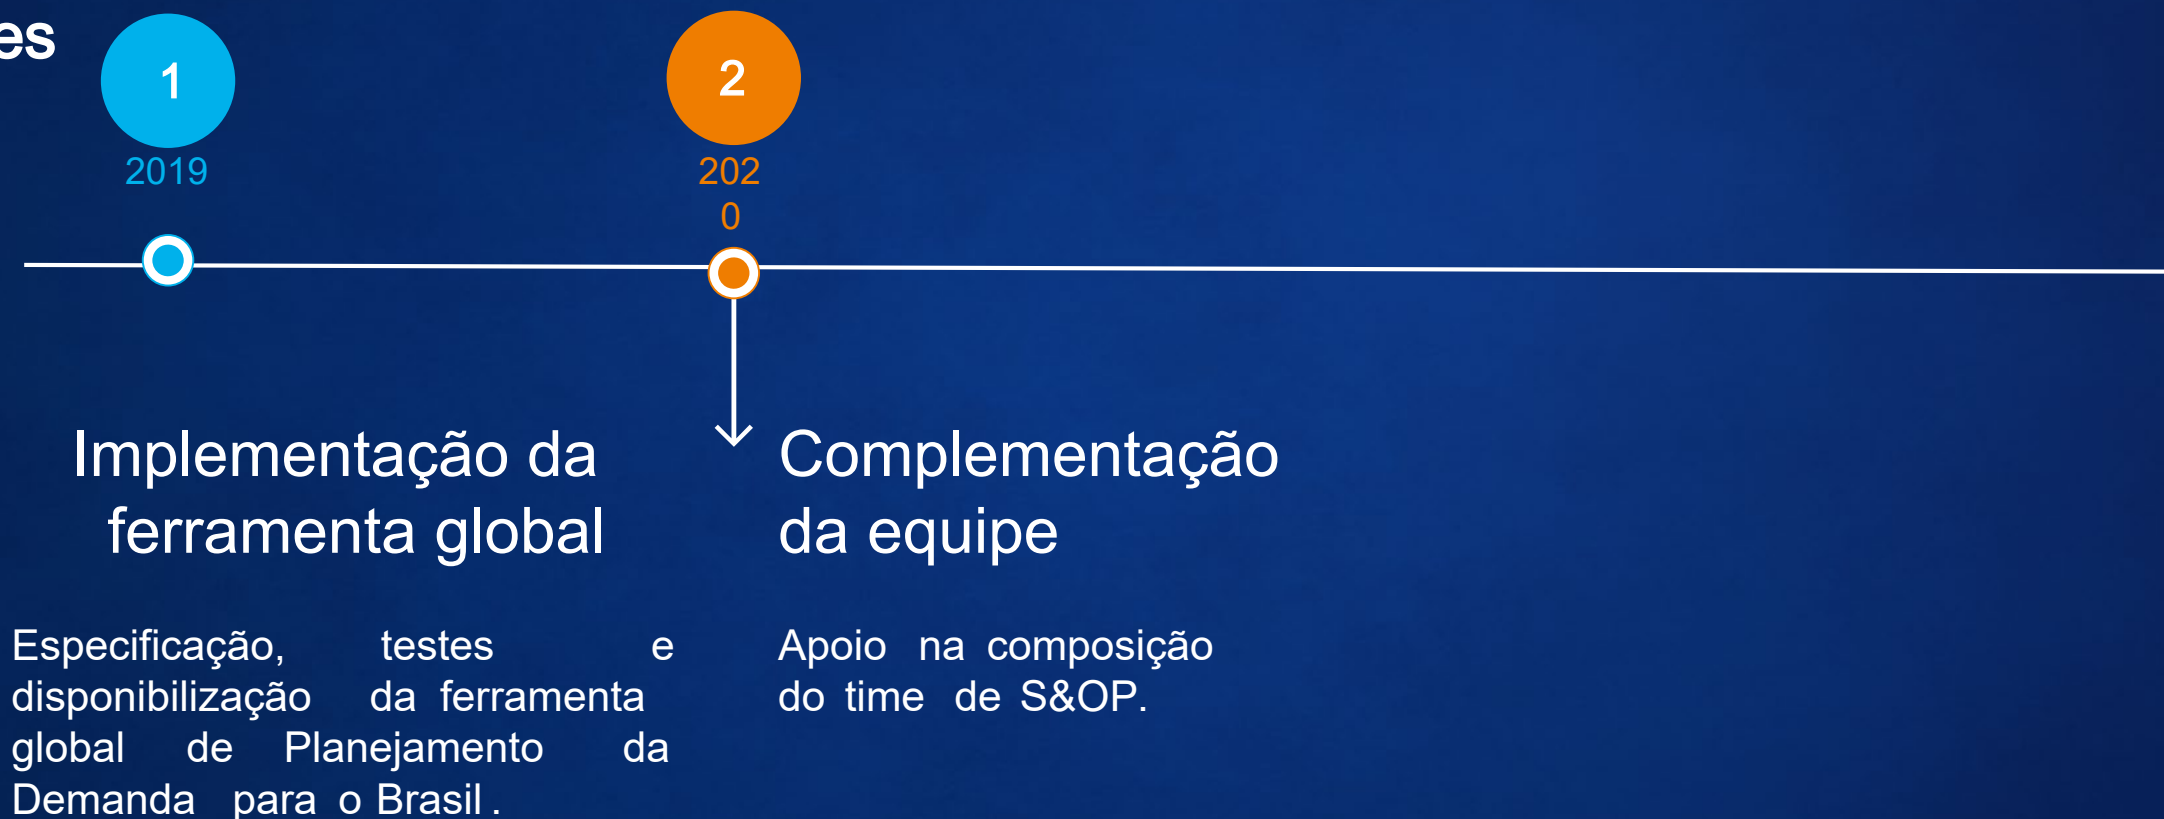 es
1
2019
2
202
0
Implementação da
ferramenta global
Especificação, testes e
disponibilização da ferramenta
global de Planejamento da
Demanda para o Brasil .
Complementação
da equipe
Apoio na composição
do time de S&OP.